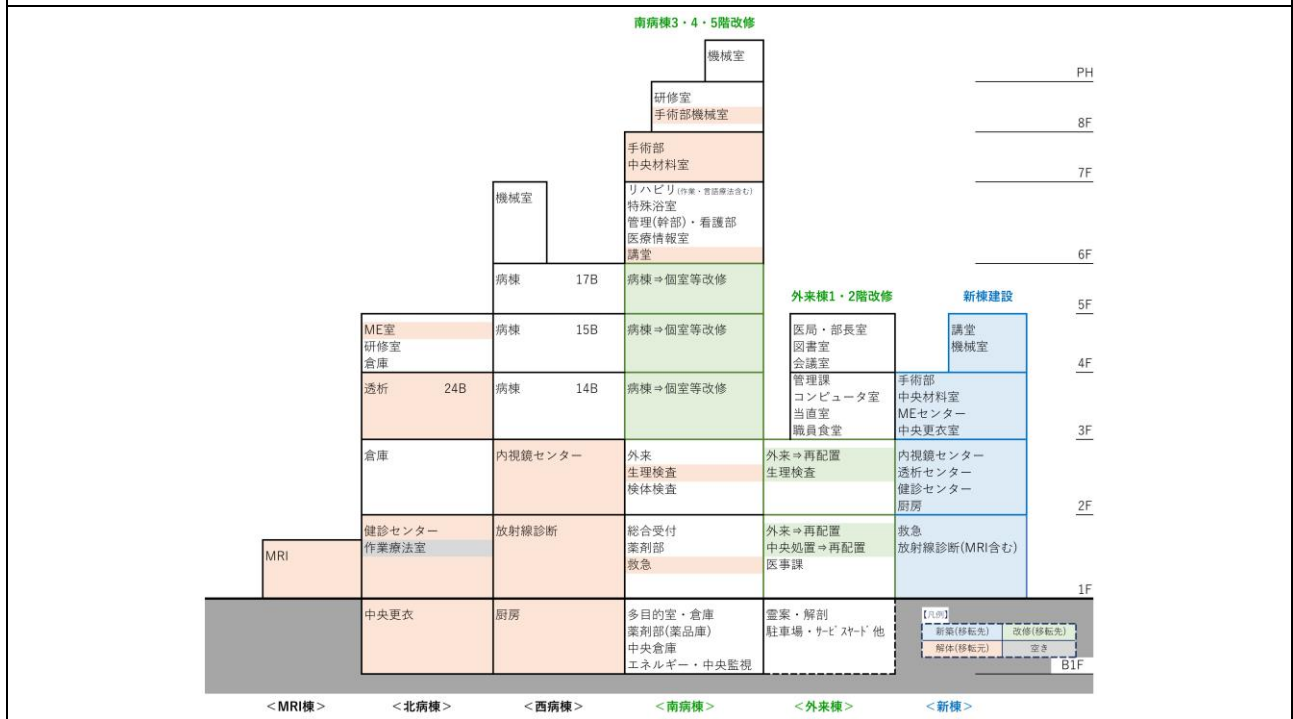 南病棟3・4・5階改修
機械室
PH
研修室
手術部機械室
8F
手術部
中央材料室
7F
機械室
リハビリ(作業・言語療法含む)
特殊浴室
管理(幹部)・看護部
医療情報室
講堂
6F
病棟 17B
病棟⇒個室等改修
外来棟1・2階改修
新棟建設
5F
ME室
研修室
倉庫
病棟 15B
病棟⇒個室等改修
医局・部長室
図書室
会議室
講堂
機械室
4F
透析 24B
病棟 14B
病棟⇒個室等改修
管理課
コンピュータ室
当直室
職員食堂
手術部
中央材料室
MEセンター
中央更衣室
3F
倉庫
内視鏡センター
外来
生理検査
検体検査
外来⇒再配置
生理検査
内視鏡センター
透析センター
健診センター
厨房
2F
MRI
健診センター
作業療法室
放射線診断
総合受付
薬剤部
救急
外来⇒再配置
中央処置⇒再配置
医事課
救急
放射線診断(MRI含む)
1F
中央更衣
厨房
多目的室・倉庫
薬剤部(薬品庫)
中央倉庫
エネルギー・中央監視
霊案・解剖
駐車場・ｻｰﾋﾞｽﾔｰﾄﾞ他
【凡例】
新築(移転先) 改修(移転先)
解体(移転元) 空き
B1F
＜MRI棟＞ ＜北病棟＞ ＜西病棟＞ ＜南病棟＞ ＜外来棟＞ ＜新棟＞